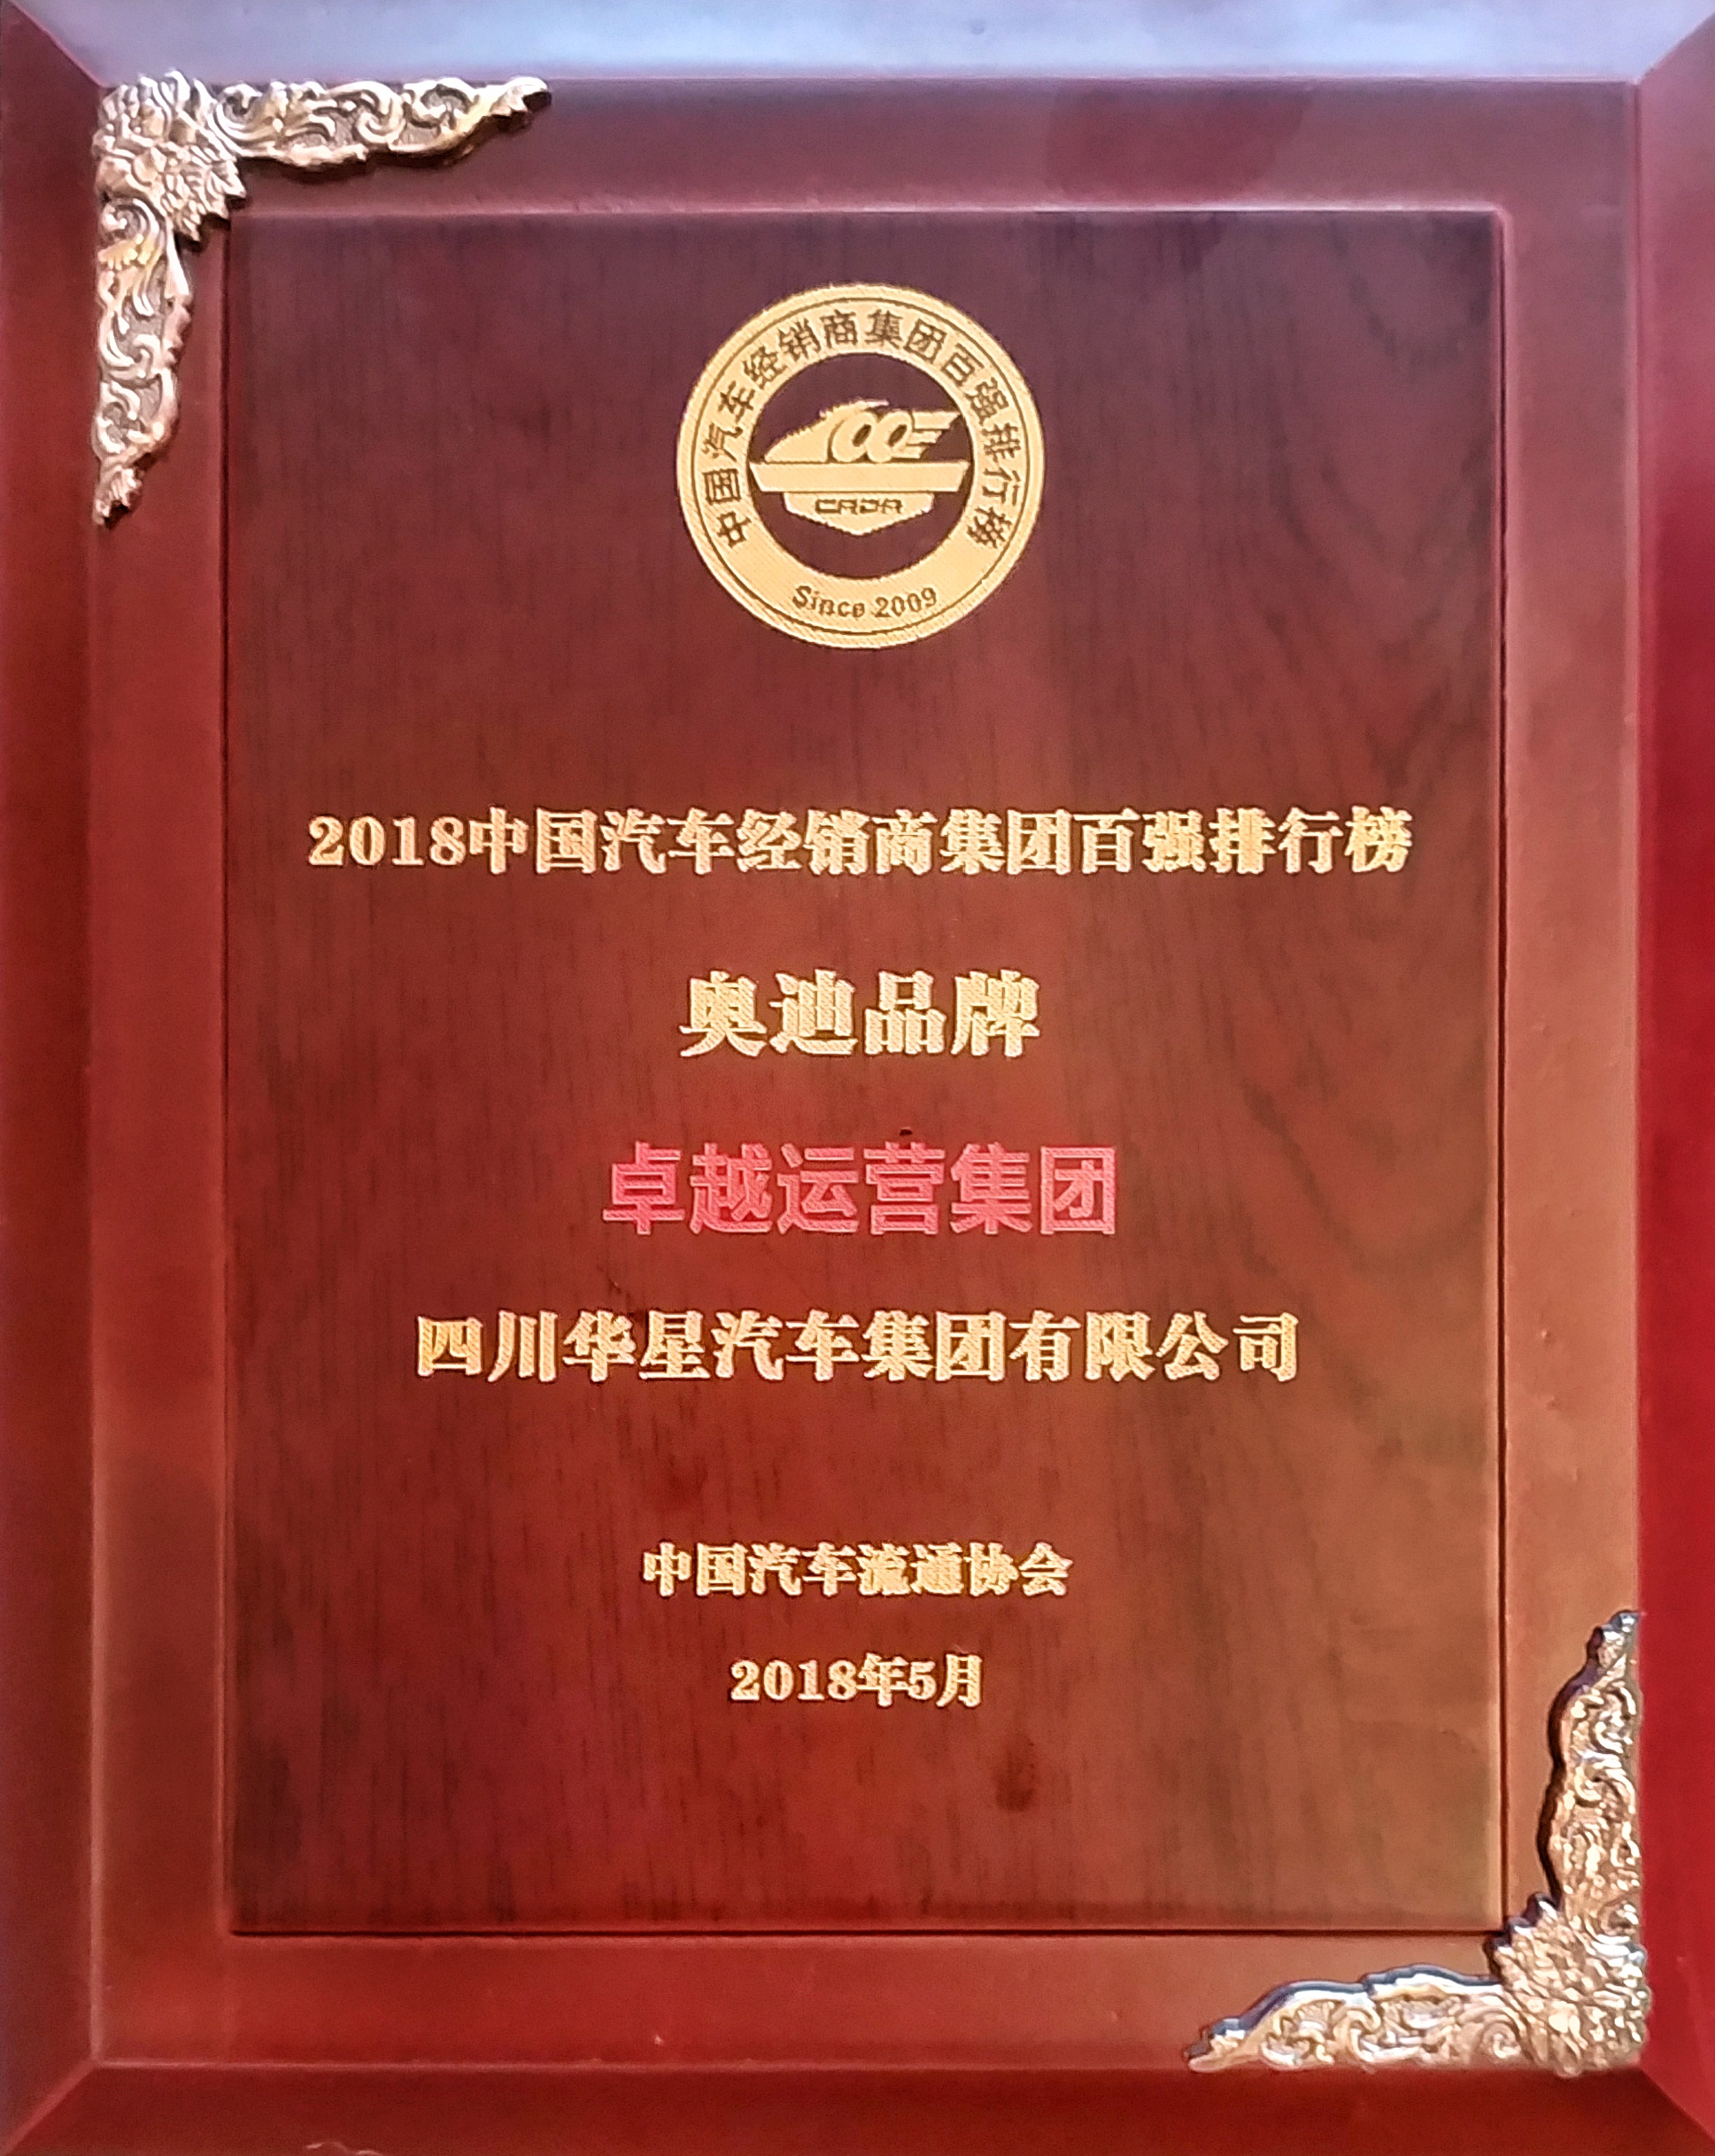 中国汽车经销商集团百强排行榜
100
CADA
Since 2009
2018中国汽车经销商集团百强排行榜
奥迪品牌
卓越运营集团
四川华星汽车集团有限公司
中国汽车流通协会
2018年5月